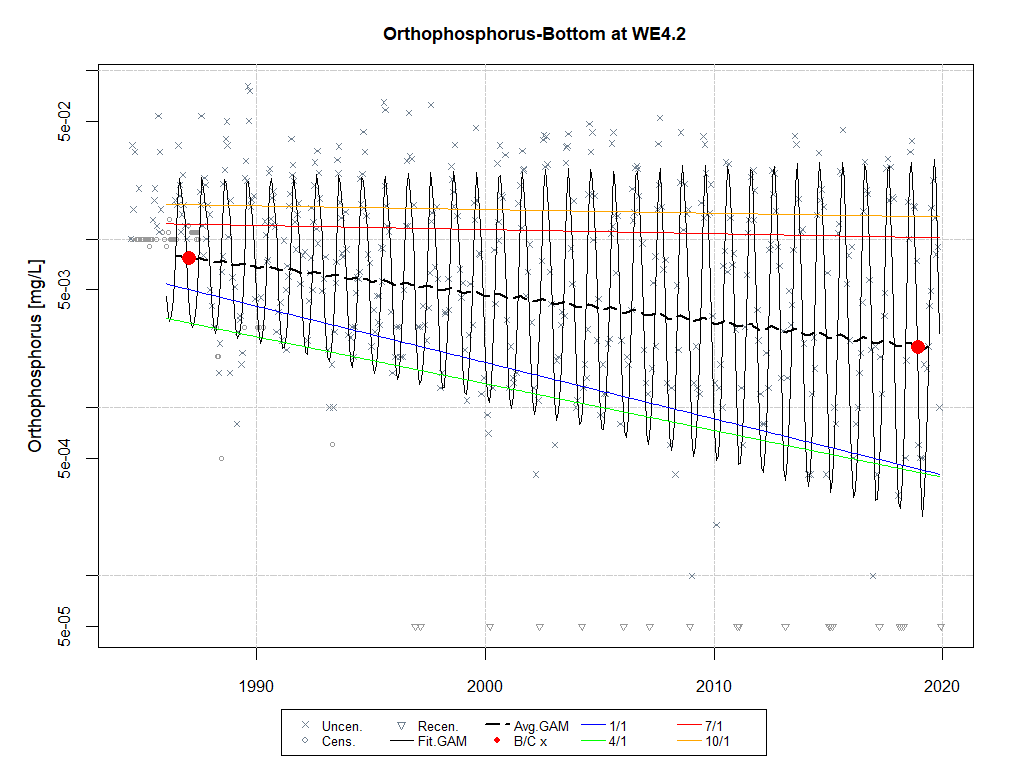 Orthophosphorus-Bottom at WE4.2
Orthophosphorus [mg/L]
5e-02
5e-03
5e-04
5e-05
1990 2000 2010 2020
Uncen. Recen. Avg.GAM 1/1 7/1
Cens. Fit.GAM B/C x 4/1 10/1